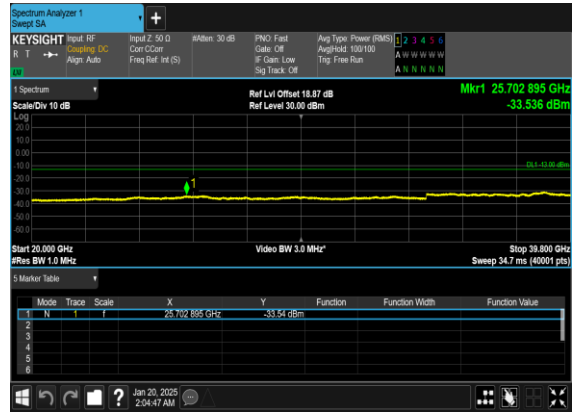 Spectrum Analyzer 1
Swept SA
+
KEYSIGHT
R T
Input: RF
Coupling: DC
Align: Auto
Input Z: 50 Ω
Corr CCorr
Freq Ref: Int (S)
#Atten: 30 dB
PNO: Fast
Gate: Off
IF Gain: Low
Sig Track: Off
Avg Type: Power (RMS)
Avg|Hold: 100/100
Trig: Free Run
1 2 3 4 5 6
A W W W W W
A N N N N N
1 Spectrum
Scale/Div 10 dB
Log
Ref Lvl Offset 18.87 dB
Ref Level 30.00 dBm
Mkr1 25.702 895 GHz
-33.536 dBm
20.0
10.0
0.00
-10.0
-20.0
-30.0
-40.0
-50.0
-60.0
DL1 -13.00 dBm
1
Start 20.000 GHz
#Res BW 1.0 MHz
Video BW 3.0 MHz*
Stop 39.800 GHz
Sweep 34.7 ms (40001 pts)
5 Marker Table
Mode Trace Scale X Y Function Function Width Function Value
1 N 1 f 25.702 895 GHz -33.54 dBm
2
3
4
5
6
?
Jan 20, 2025
2:04:47 AM